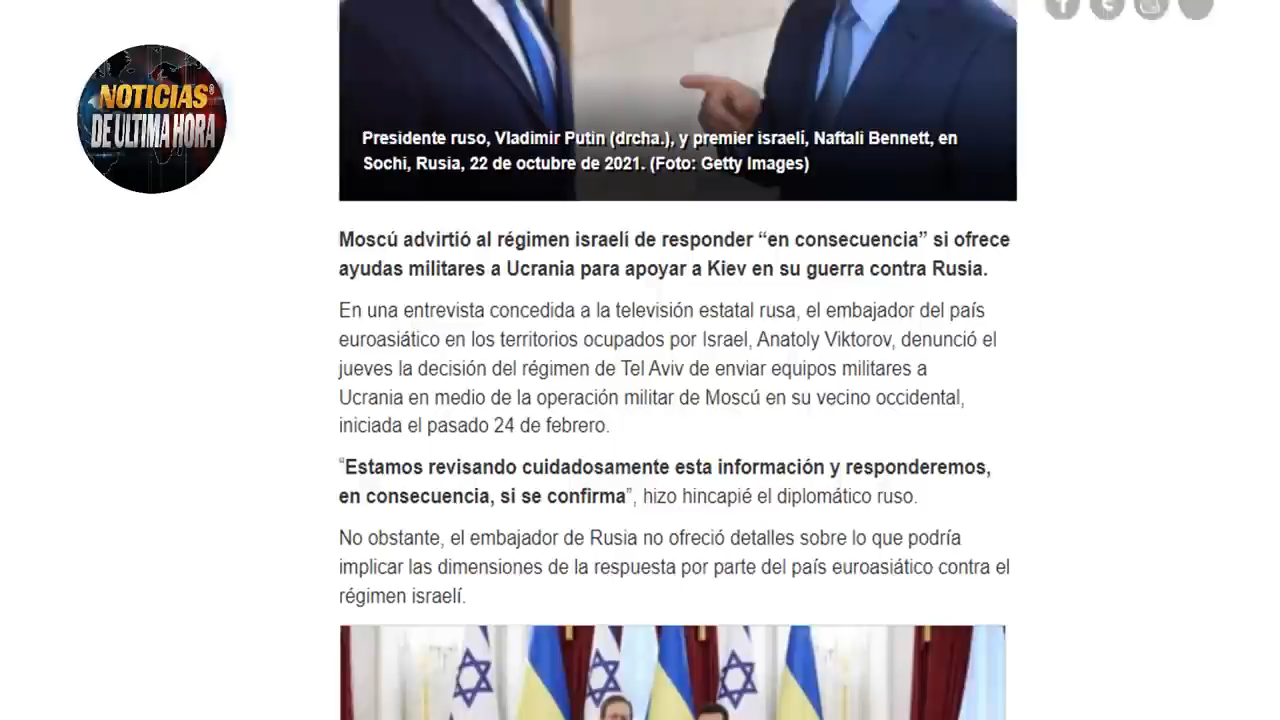 NOTICIAS®
DE ULTIMA HORA
Presidente ruso, Vladimir Putin (drcha.), y premier israelí, Naftali Bennett, en
Sochi, Rusia, 22 de octubre de 2021. (Foto: Getty Images)
Moscú advirtió al régimen israelí de responder “en consecuencia” si ofrece
ayudas militares a Ucrania para apoyar a Kiev en su guerra contra Rusia.
En una entrevista concedida a la televisión estatal rusa, el embajador del país
euroasiático en los territorios ocupados por Israel, Anatoly Viktorov, denunció el
jueves la decisión del régimen de Tel Aviv de enviar equipos militares a
Ucrania en medio de la operación militar de Moscú en su vecino occidental,
iniciada el pasado 24 de febrero.
“Estamos revisando cuidadosamente esta información y responderemos,
en consecuencia, si se confirma”, hizo hincapié el diplomático ruso.
No obstante, el embajador de Rusia no ofreció detalles sobre lo que podría
implicar las dimensiones de la respuesta por parte del país euroasiático contra el
régimen israelí.